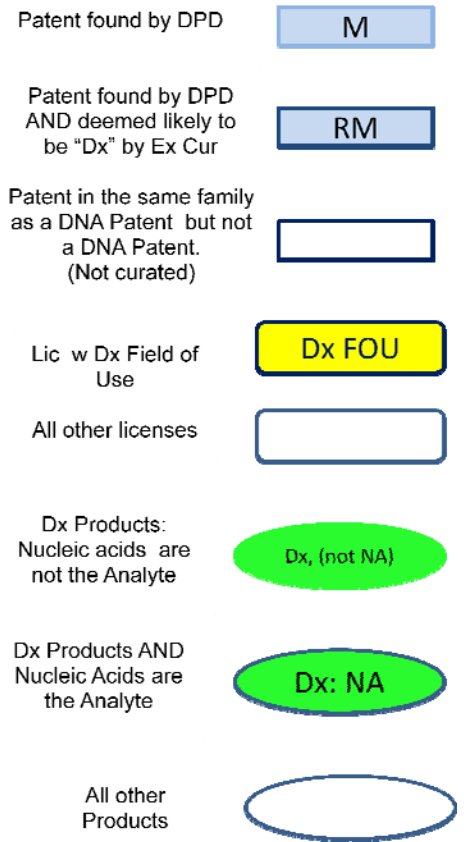 Patent found by DPD
M
Patent found by DPD
AND deemed likely to
be “Dx” by Ex Cur
RM
Patent in the same family
as a DNA Patent but not
a DNA Patent.
(Not curated)
Lic w Dx Field of
Use
Dx FOU
All other licenses
Dx Products:
Nucleic acids are
not the Analyte
Dx, (not NA)
Dx Products AND
Nucleic Acids are
the Analyte
Dx: NA
All other
Products